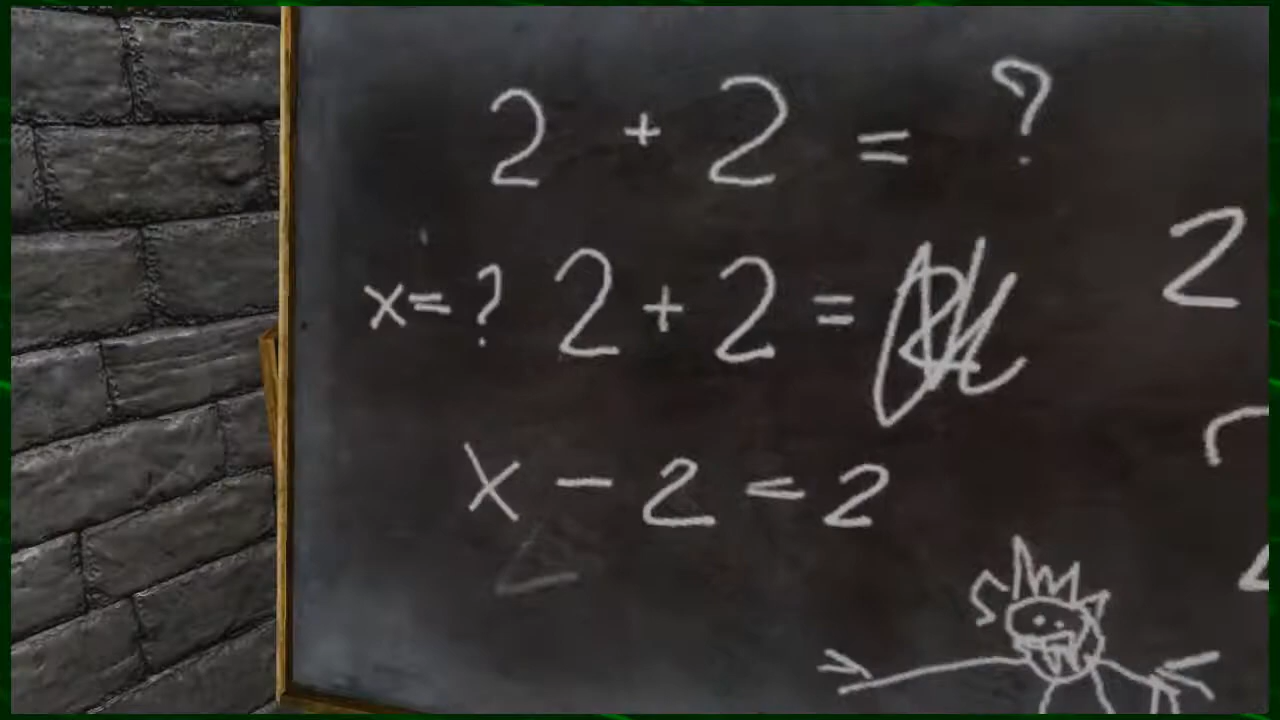 2 + 2 = ?
x = ? 2 + 2 =
x - 2 = 2
2